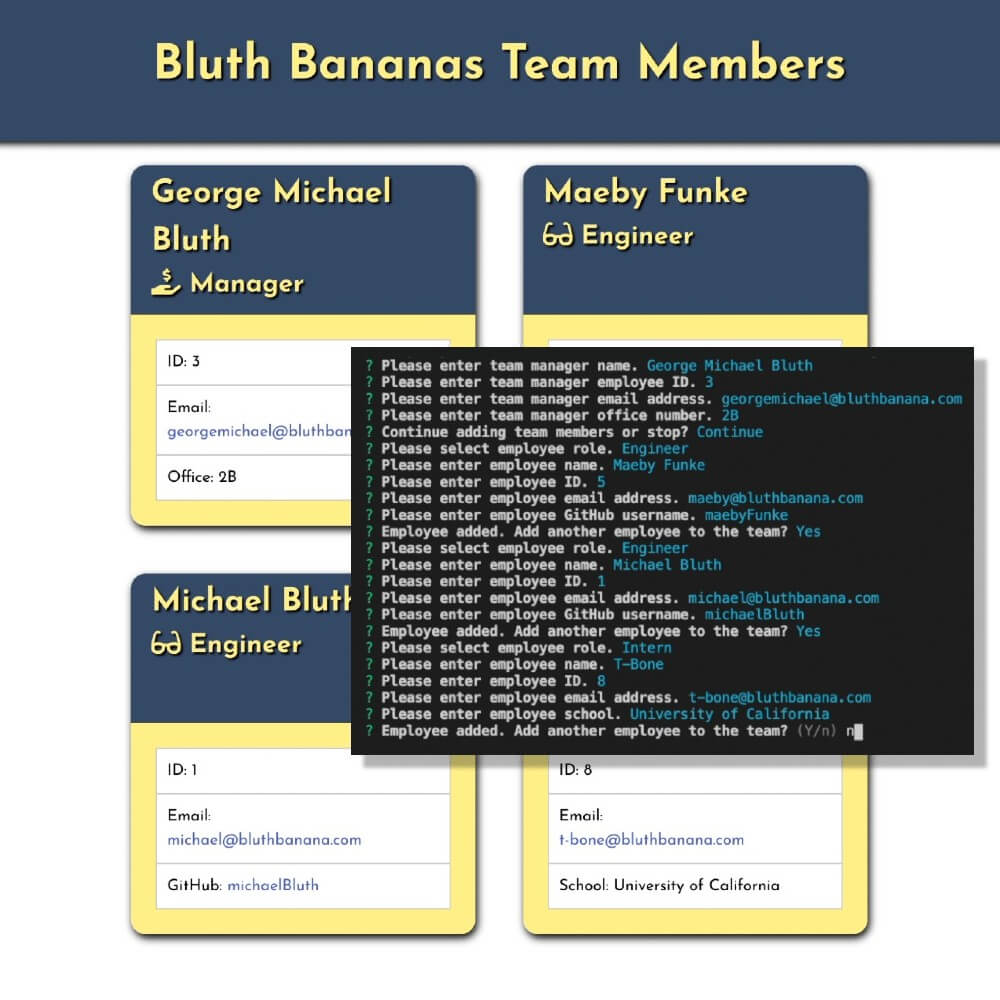 Bluth Bananas Team Members
George Michael
Bluth
Manager
ID: 3
Email:
georgemichael@bluthban
Office: 2B
Maeby Funke
Engineer
? Please enter team manager name. George Michael Bluth
? Please enter team manager employee ID. 3
? Please enter team manager email address. georgemichael@bluthbanana.com
? Please enter team manager office number. 2B
? Continue adding team members or stop? Continue
? Please select employee role. Engineer
? Please enter employee name. Maeby Funke
? Please enter employee ID. 5
? Please enter employee email address. maeby@bluthbanana.com
? Please enter employee GitHub username. maebyFunke
? Employee added. Add another employee to the team? Yes
? Please select employee role. Engineer
? Please enter employee name. Michael Bluth
? Please enter employee ID. 1
? Please enter employee email address. michael@bluthbanana.com
? Please enter employee GitHub username. michaelBluth
? Employee added. Add another employee to the team? Yes
? Please select employee role. Intern
? Please enter employee name. T-Bone
? Please enter employee ID. 8
? Please enter employee email address. t-bone@bluthbanana.com
? Please enter employee school. University of California
? Employee added. Add another employee to the team? (Y/n) n
Michael Bluth
Engineer
ID: 1
Email:
michael@bluthbanana.com
GitHub: michaelBluth
ID: 8
Email:
t-bone@bluthbanana.com
School: University of California